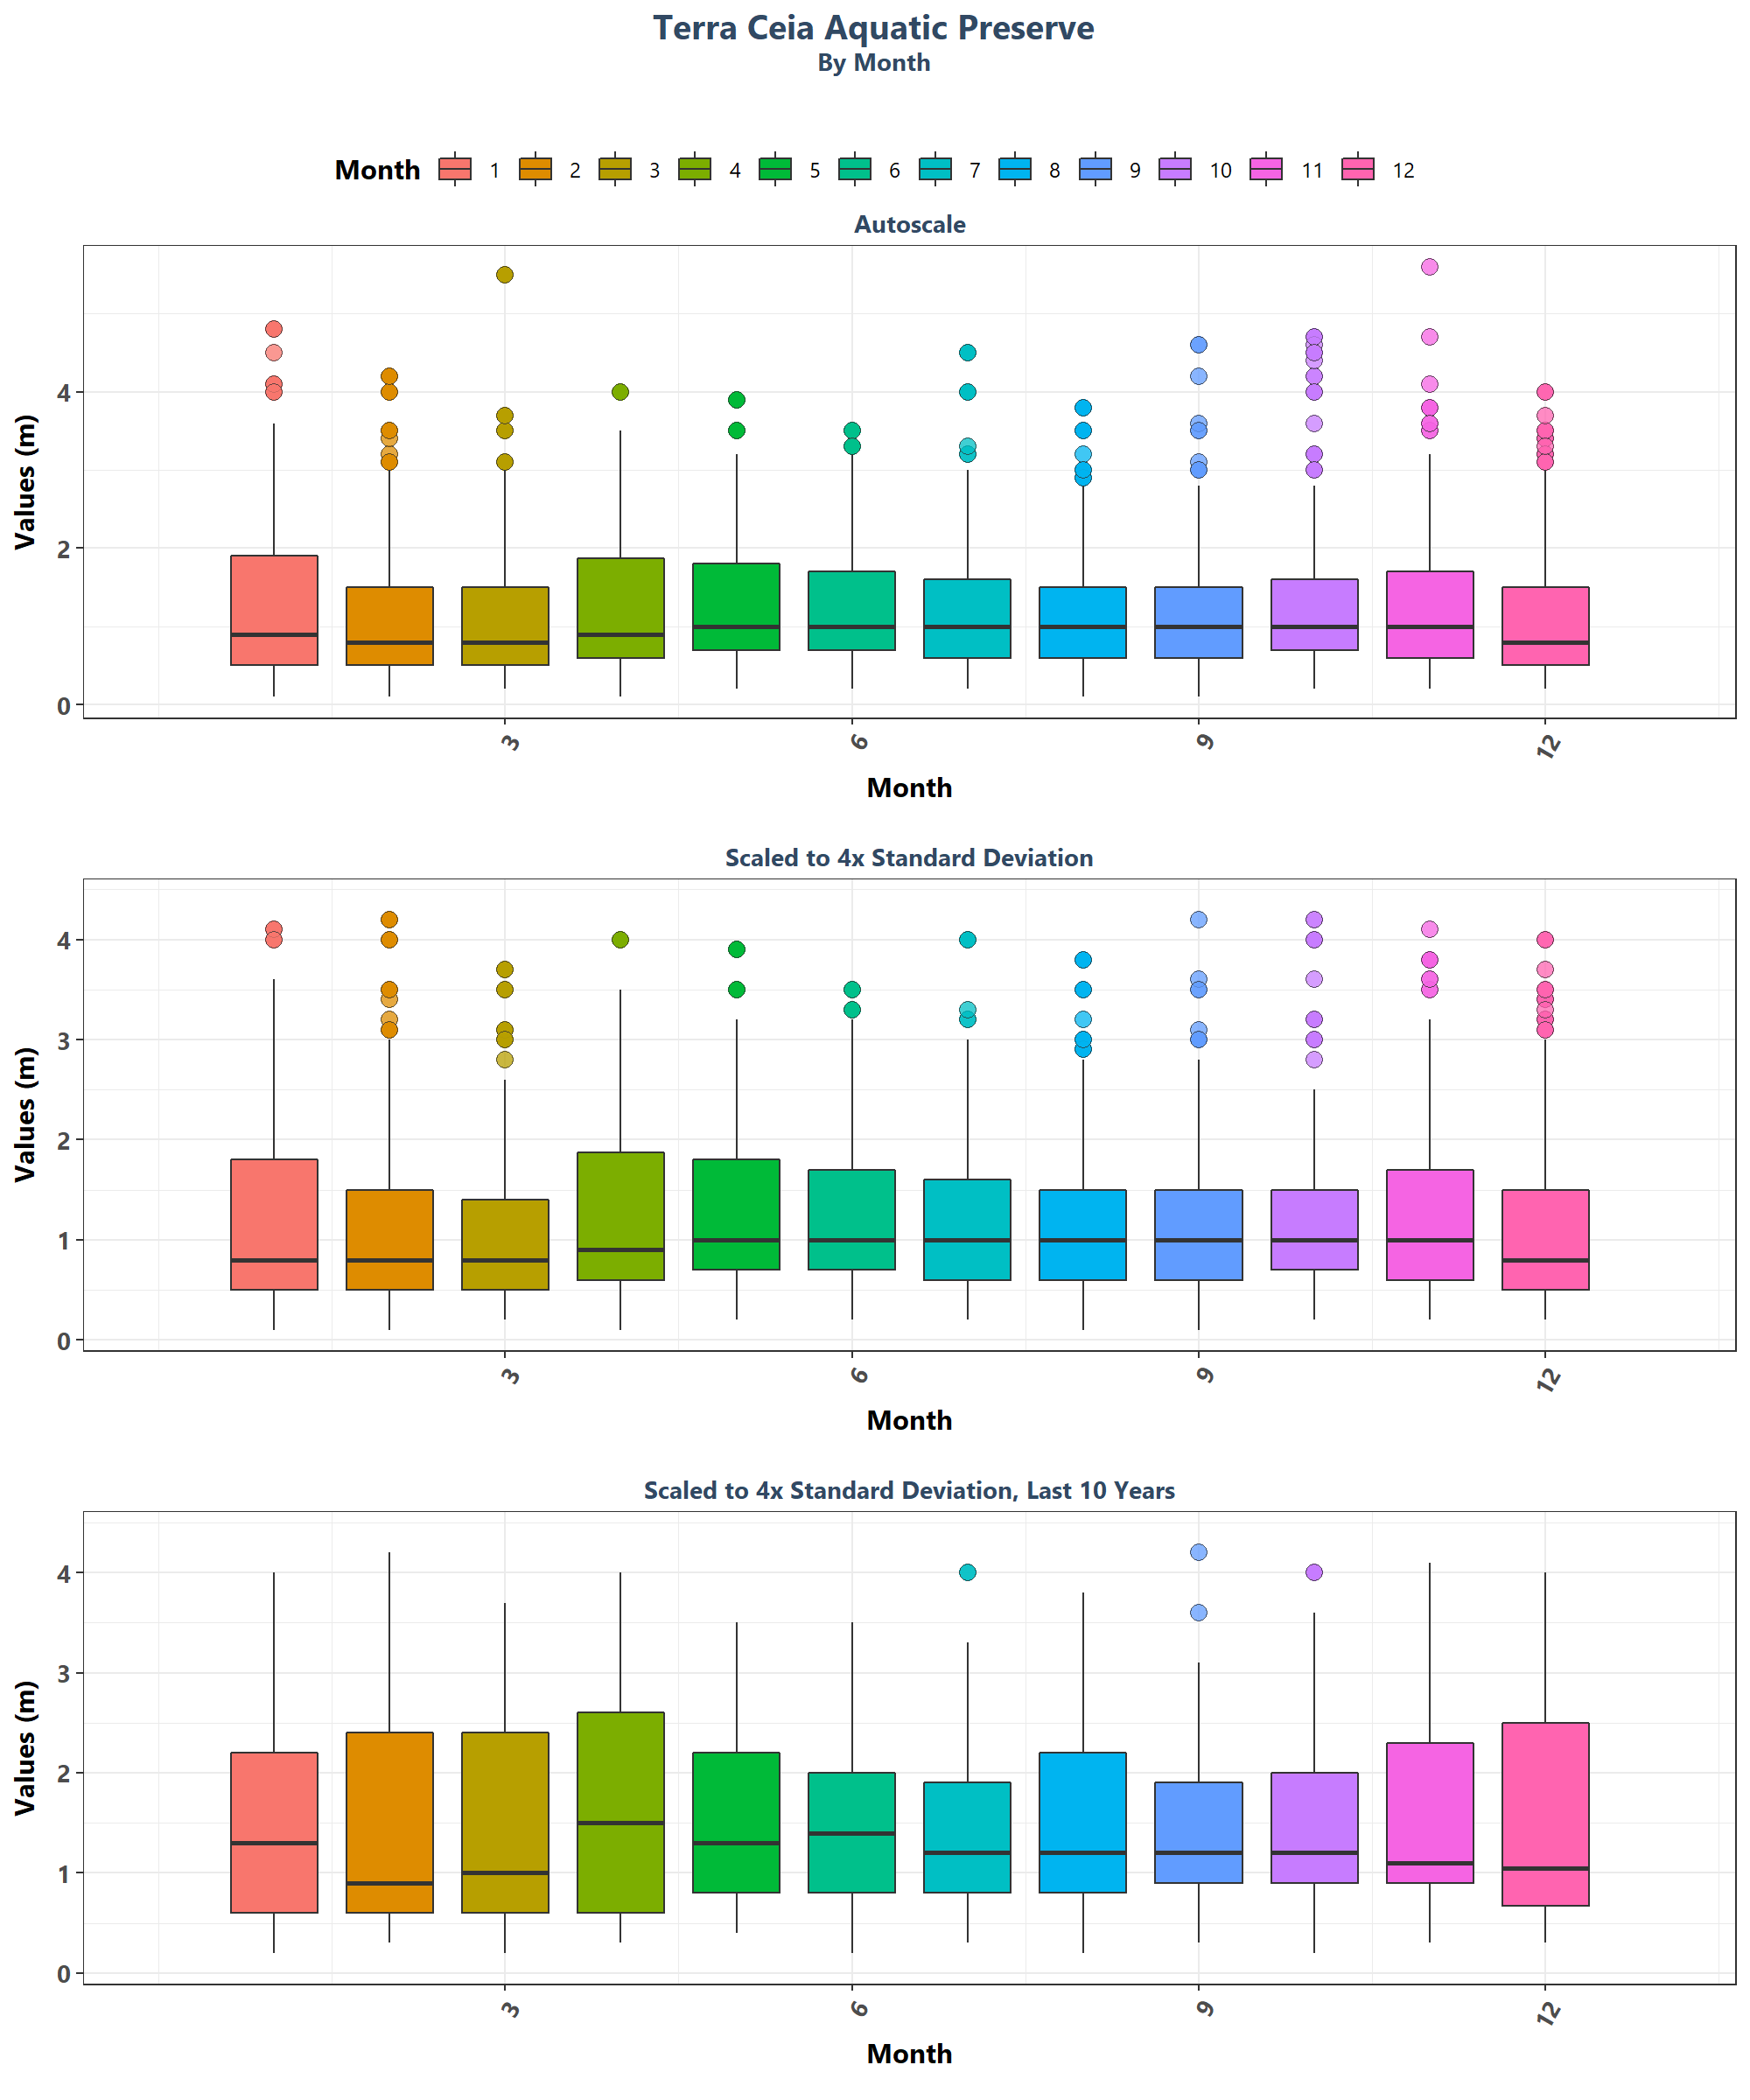 Terra Ceia Aquatic Preserve
By Month
Month 1 2 3 4 5 6 7 8 9 10 11 12
Autoscale
Values (m)
4
2
0
3 6 9 12
Month
Scaled to 4x Standard Deviation
Values (m)
4
3
2
1
0
3 6 9 12
Month
Scaled to 4x Standard Deviation, Last 10 Years
Values (m)
4
3
2
1
0
3 6 9 12
Month